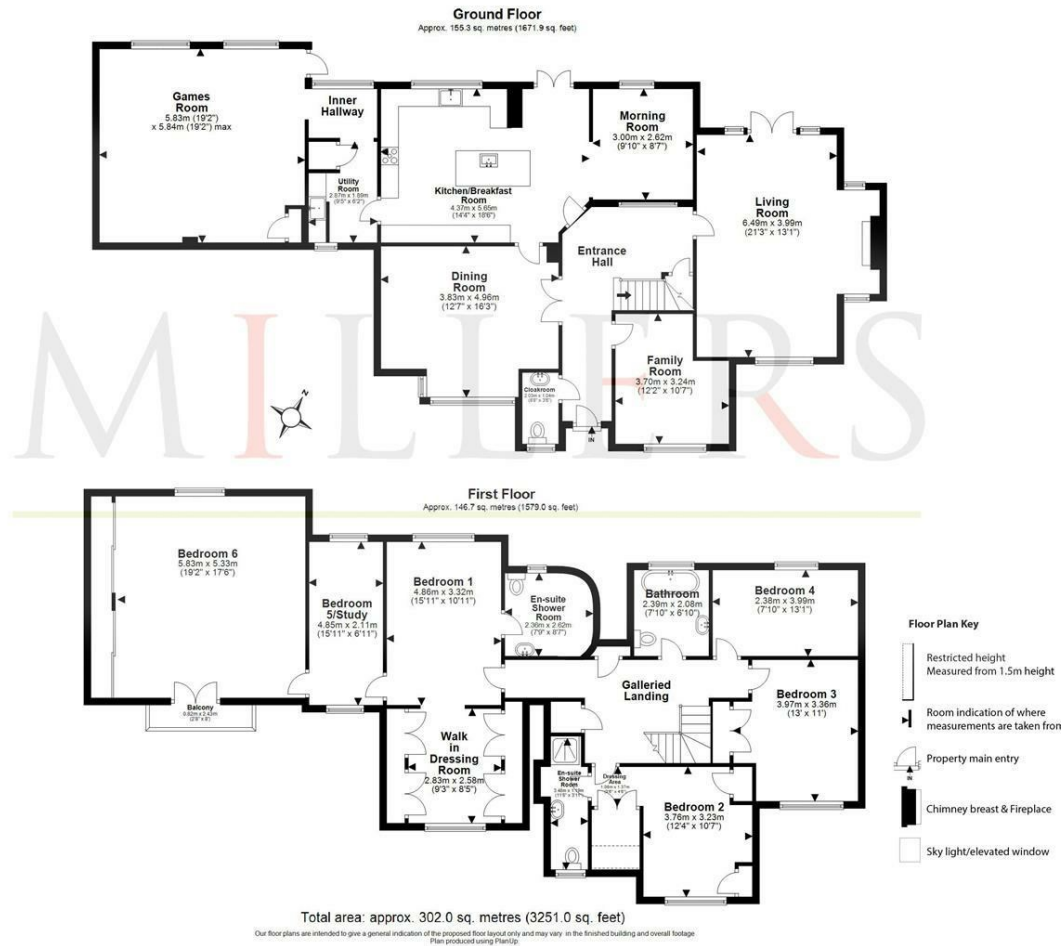 Ground Floor
Approx. 155.3 sq. metres (1671.9 sq. feet)
Games
Room
5.83m (19'2")
x 5.84m (19'2") max
Inner
Hallway
Utility
Room
Kitchen/Breakfast
Room
4.37m x 5.65m
(14'4" x 18'6")
Morning
Room
3.00m x 2.62m
(9'10" x 8'7")
Living
Room
6.49m x 3.99m
(21'3" x 13'1")
Entrance
Hall
Dining
Room
3.83m x 4.96m
(12'7" x 16'3")
Family
Room
3.70m x 3.24m
(12'2" x 10'7")
Cloakroom
IN
N
MILLERS
First Floor
Approx. 146.7 sq. metres (1579.0 sq. feet)
Bedroom 6
5.83m x 5.33m
(19'2" x 17'6")
Balcony
Bedroom
5/Study
4.85m x 2.11m
(15'11" x 6'11")
Bedroom 1
4.86m x 3.32m
(15'11" x 10'11")
En-suite
Shower
Room
2.36m x 2.62m
(7'9" x 8'7")
Bathroom
2.39m x 2.08m
(7'10" x 6'10")
Bedroom 4
2.38m x 3.99m
(7'10" x 13'1")
Galleried
Landing
Bedroom 3
3.97m x 3.36m
(13' x 11')
Walk
in
Dressing
Room
2.83m x 2.58m
(9'3" x 8'5")
En-suite
Shower
Room
Dressing
Area
Bedroom 2
3.76m x 3.23m
(12'4" x 10'7")
Floor Plan Key
Restricted height
Measured from 1.5m height
Room indication of where
measurements are taken from
Property main entry
IN
Chimney breast & Fireplace
Sky light/elevated window
Total area: approx. 302.0 sq. metres (3251.0 sq. feet)
Our floor plans are intended to give a general indication of the proposed floor layout only and may vary in the finished building and overall footage
Plan produced using PlanUp